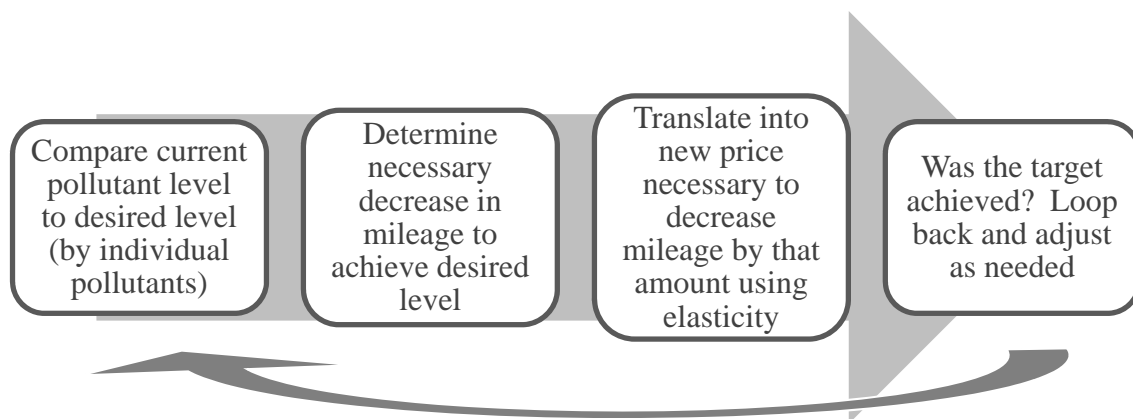 Compare current
pollutant level
to desired level
(by individual
pollutants)
Determine
necessary
decrease in
mileage to
achieve desired
level
Translate into
new price
necessary to
decrease
mileage by that
amount using
elasticity
Was the target
achieved?  Loop
back and adjust
as needed